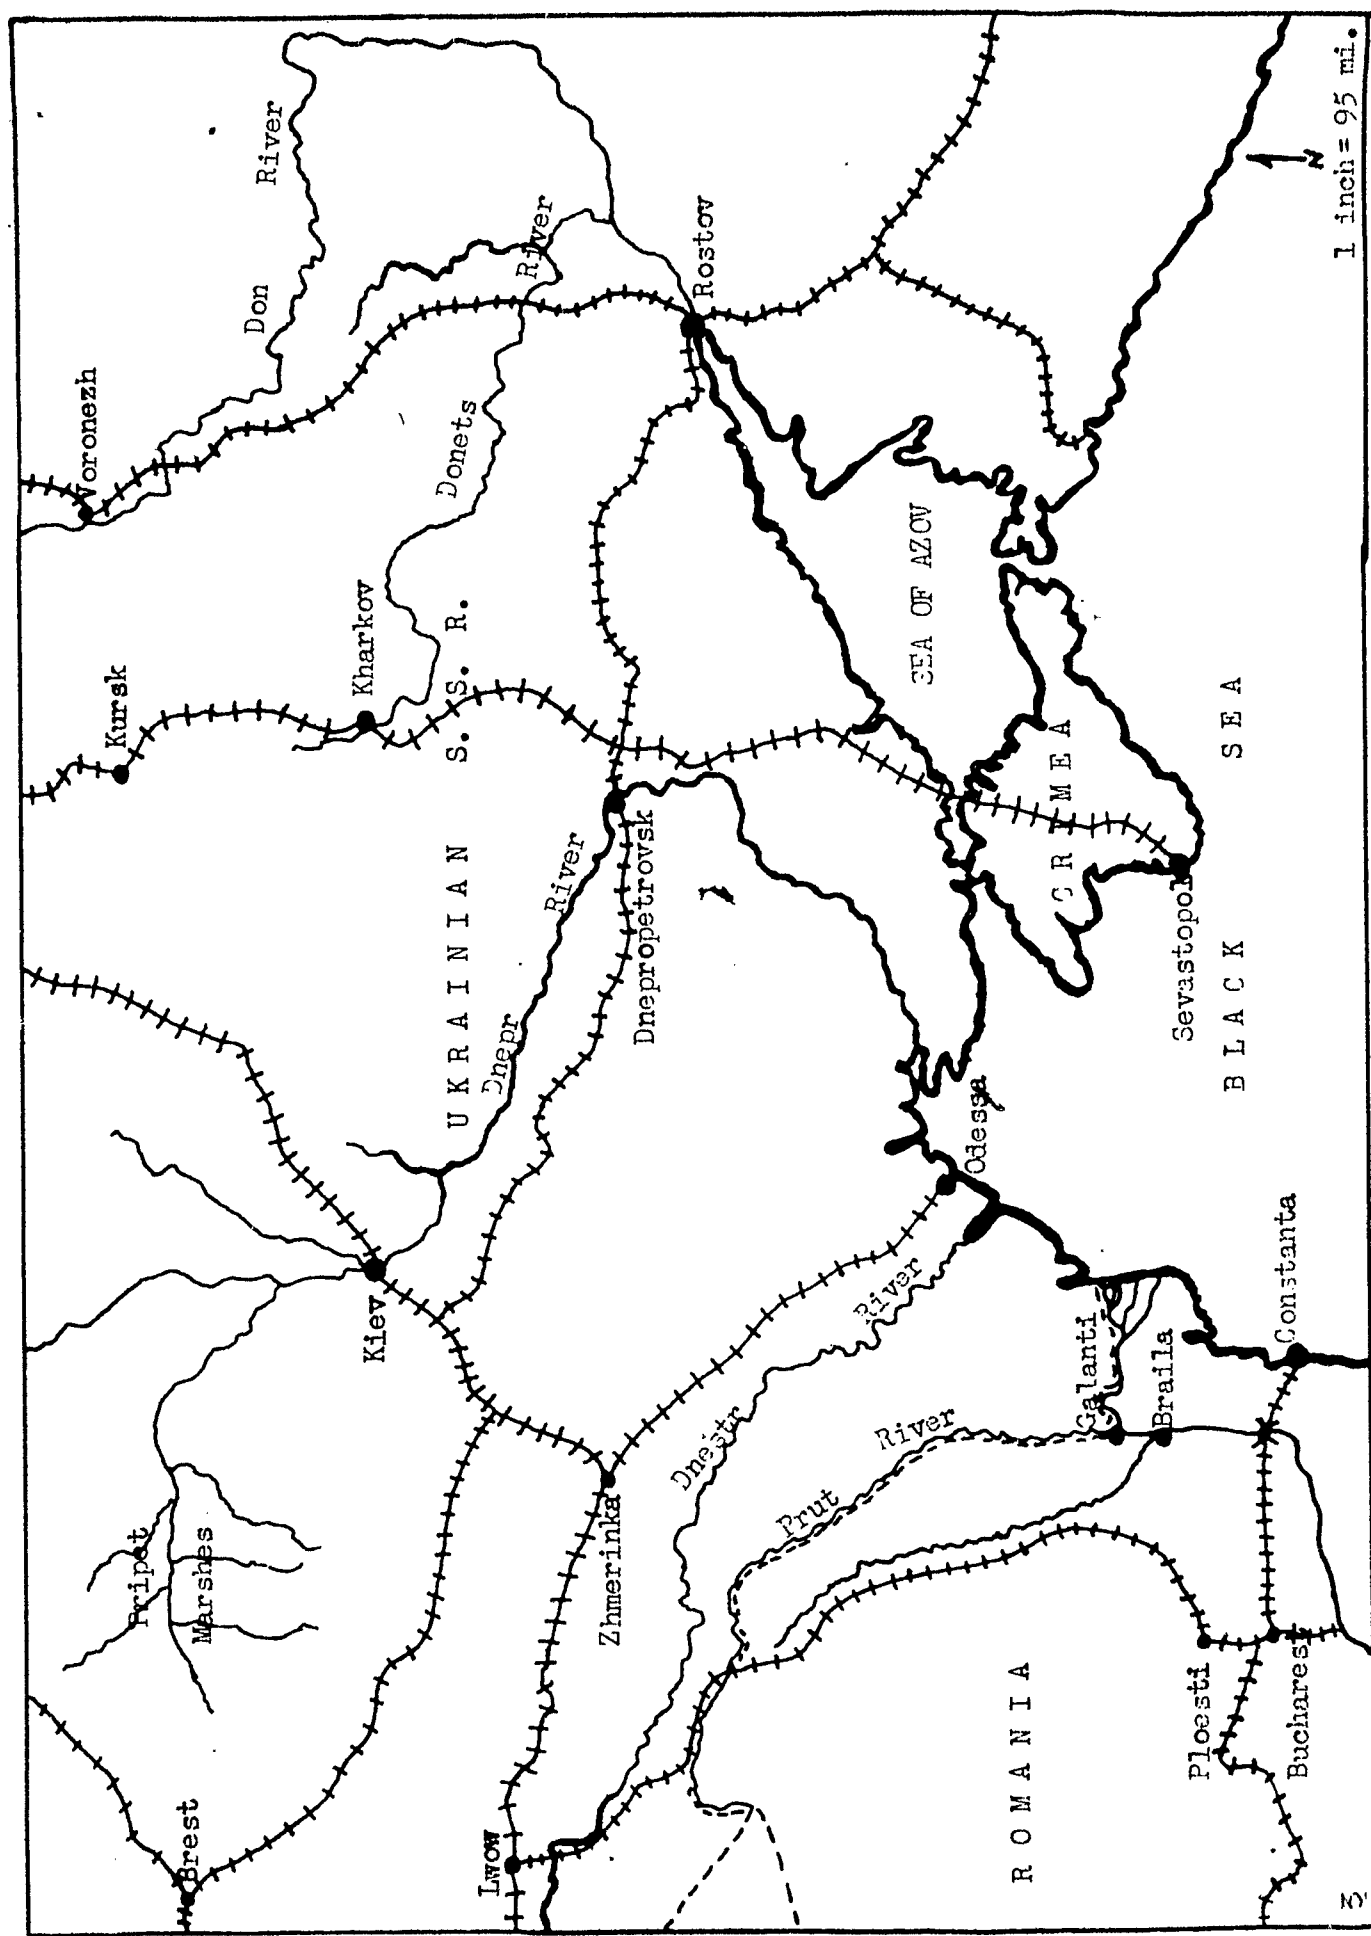 Voronezh
Don River
Kursk
Kharkov
Donets River
Brest
Pripet
Marshes
Kiev
UKRAINIAN S. S. R.
Dnepr River
Lwow
Zhmerinka
Dnepropetrovsk
Rostov
Dnestr River
Prut River
SEA OF AZOV
Odessa
ROMANIA
CRIMEA
Galanti
Braila
Sevastopol
Ploesti
BLACK SEA
Bucharest
Constanta
N
1 inch = 95 mi.
3